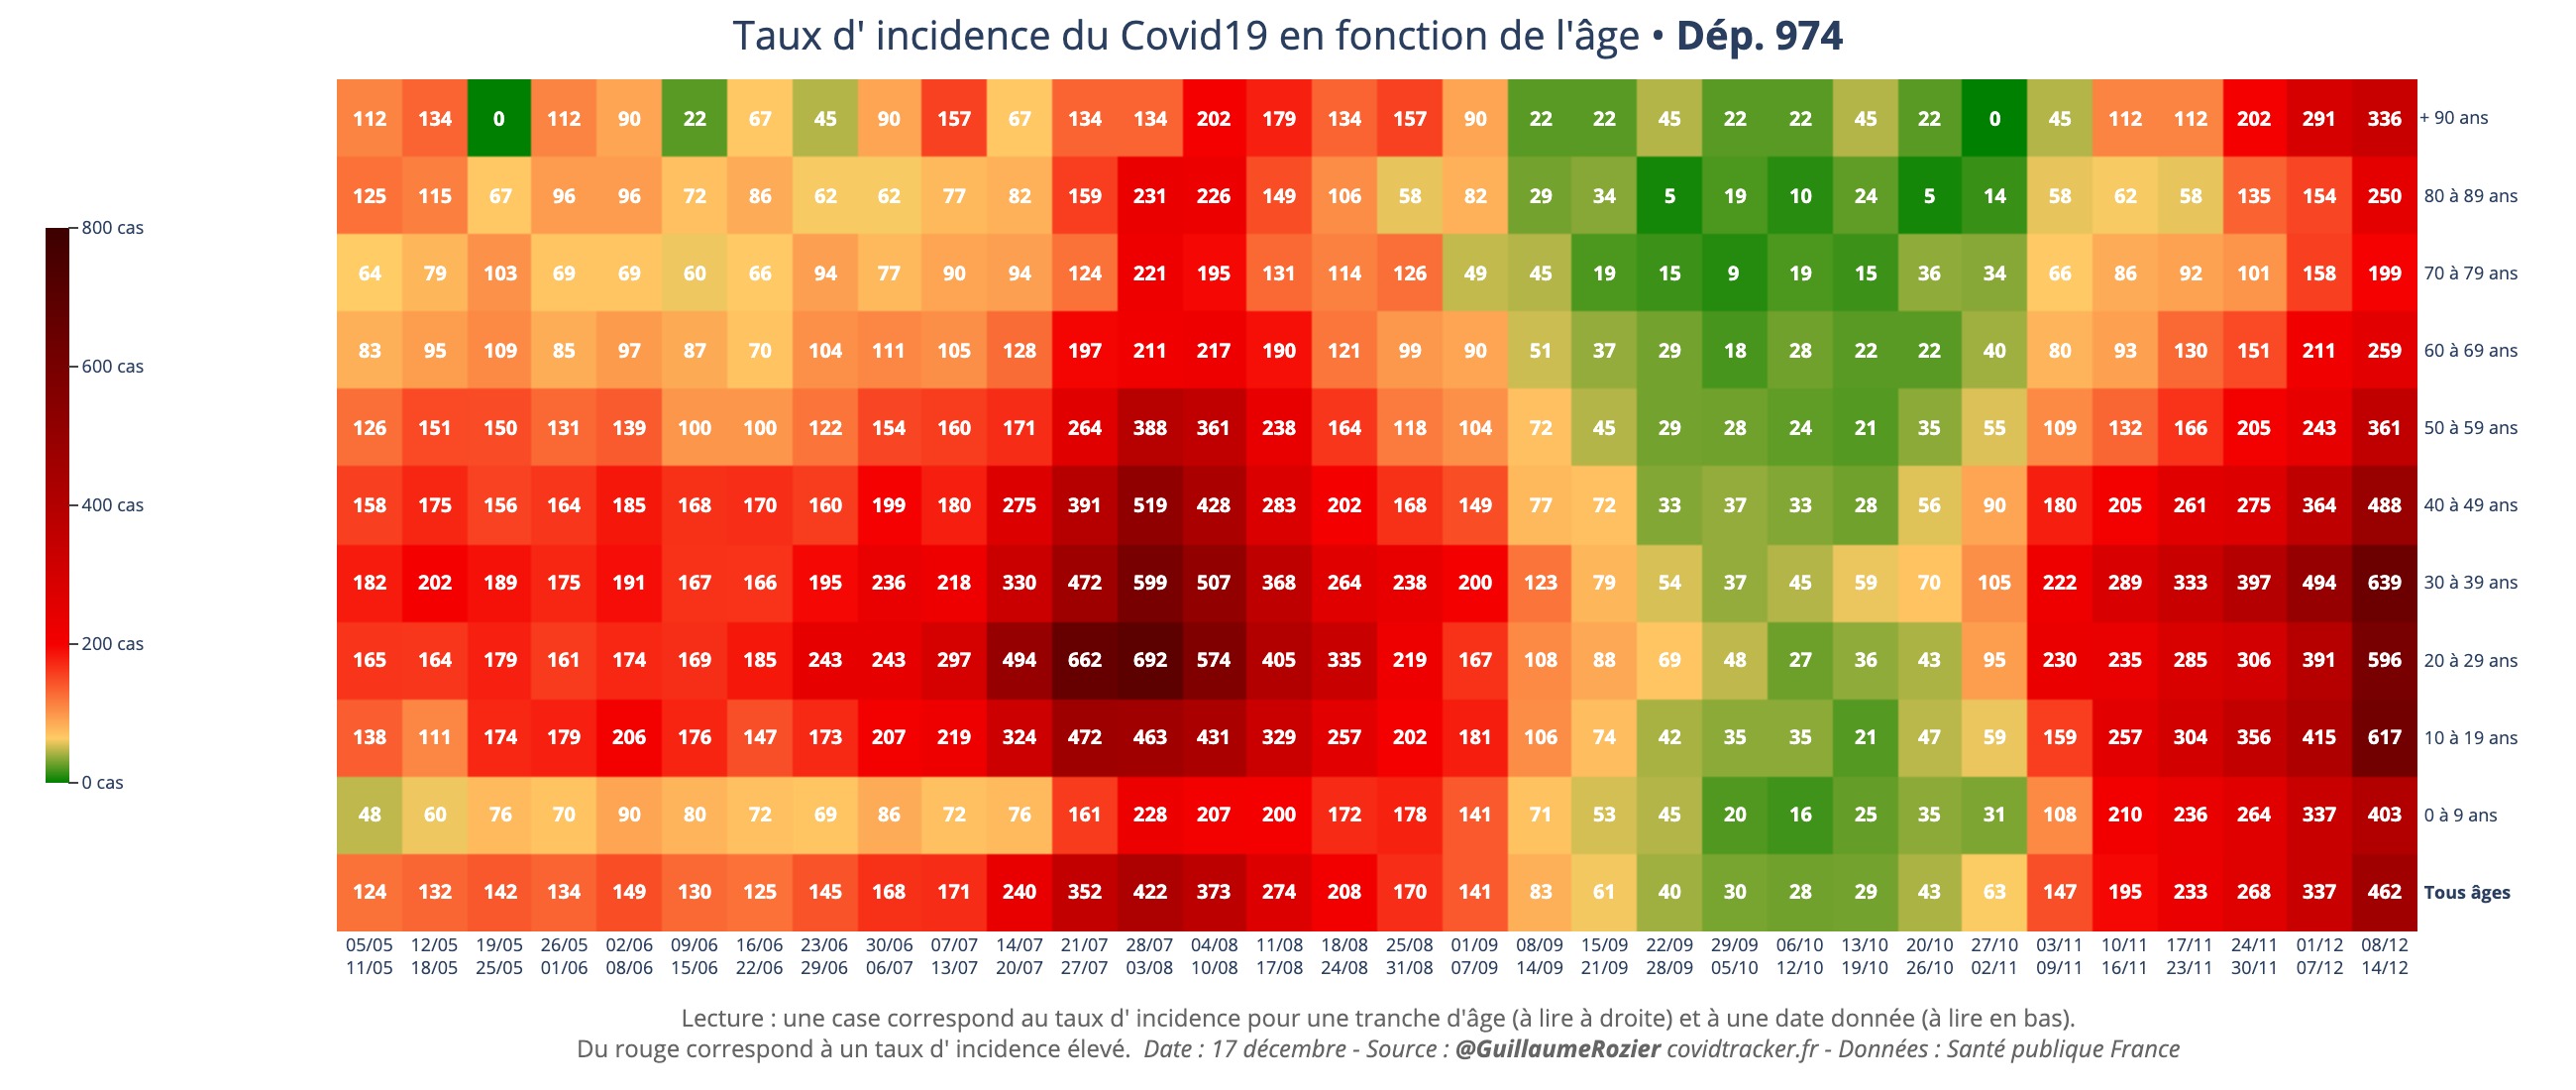 Taux d' incidence du Covid19 en fonction de l'âge • Dép. 974
112 134 0 112 90 22 67 45 90 157 67 134 134 202 179 134 157 90 22 22 45 22 22 45 22 0 45 112 112 202 291 336 + 90 ans
125 115 67 96 96 72 86 62 62 77 82 159 231 226 149 106 58 82 29 34 5 19 10 24 5 14 58 62 58 135 154 250 80 à 89 ans
800 cas
64 79 103 69 69 60 66 94 77 90 94 124 221 195 131 114 126 49 45 19 15 9 19 15 36 34 66 86 92 101 158 199 70 à 79 ans
83 95 109 85 97 87 70 104 111 105 128 197 211 217 190 121 99 90 51 37 29 18 28 22 22 40 80 93 130 151 211 259 60 à 69 ans
600 cas
126 151 150 131 139 100 100 122 154 160 171 264 388 361 238 164 118 104 72 45 29 28 24 21 35 55 109 132 166 205 243 361 50 à 59 ans
400 cas
158 175 156 164 185 168 170 160 199 180 275 391 519 428 283 202 168 149 77 72 33 37 33 28 56 90 180 205 261 275 364 488 40 à 49 ans
182 202 189 175 191 167 166 195 236 218 330 472 599 507 368 264 238 200 123 79 54 37 45 59 70 105 222 289 333 397 494 639 30 à 39 ans
200 cas
165 164 179 161 174 169 185 243 243 297 494 662 692 574 405 335 219 167 108 88 69 48 27 36 43 95 230 235 285 306 391 596 20 à 29 ans
138 111 174 179 206 176 147 173 207 219 324 472 463 431 329 257 202 181 106 74 42 35 35 21 47 59 159 257 304 356 415 617 10 à 19 ans
0 cas
48 60 76 70 90 80 72 69 86 72 76 161 228 207 200 172 178 141 71 53 45 20 16 25 35 31 108 210 236 264 337 403 0 à 9 ans
124 132 142 134 149 130 125 145 168 171 240 352 422 373 274 208 170 141 83 61 40 30 28 29 43 63 147 195 233 268 337 462 Tous âges
05/05 12/05 19/05 26/05 02/06 09/06 16/06 23/06 30/06 07/07 14/07 21/07 28/07 04/08 11/08 18/08 25/08 01/09 08/09 15/09 22/09 29/09 06/10 13/10 20/10 27/10 03/11 10/11 17/11 24/11 01/12 08/12
11/05 18/05 25/05 01/06 08/06 15/06 22/06 29/06 06/07 13/07 20/07 27/07 03/08 10/08 17/08 24/08 31/08 07/09 14/09 21/09 28/09 05/10 12/10 19/10 26/10 02/11 09/11 16/11 23/11 30/11 07/12 14/12
Lecture : une case correspond au taux d' incidence pour une tranche d'âge (à lire à droite) et à une date donnée (à lire en bas).
Du rouge correspond à un taux d' incidence élevé. Date : 17 décembre - Source : @GuillaumeRozier covidtracker.fr - Données : Santé publique France